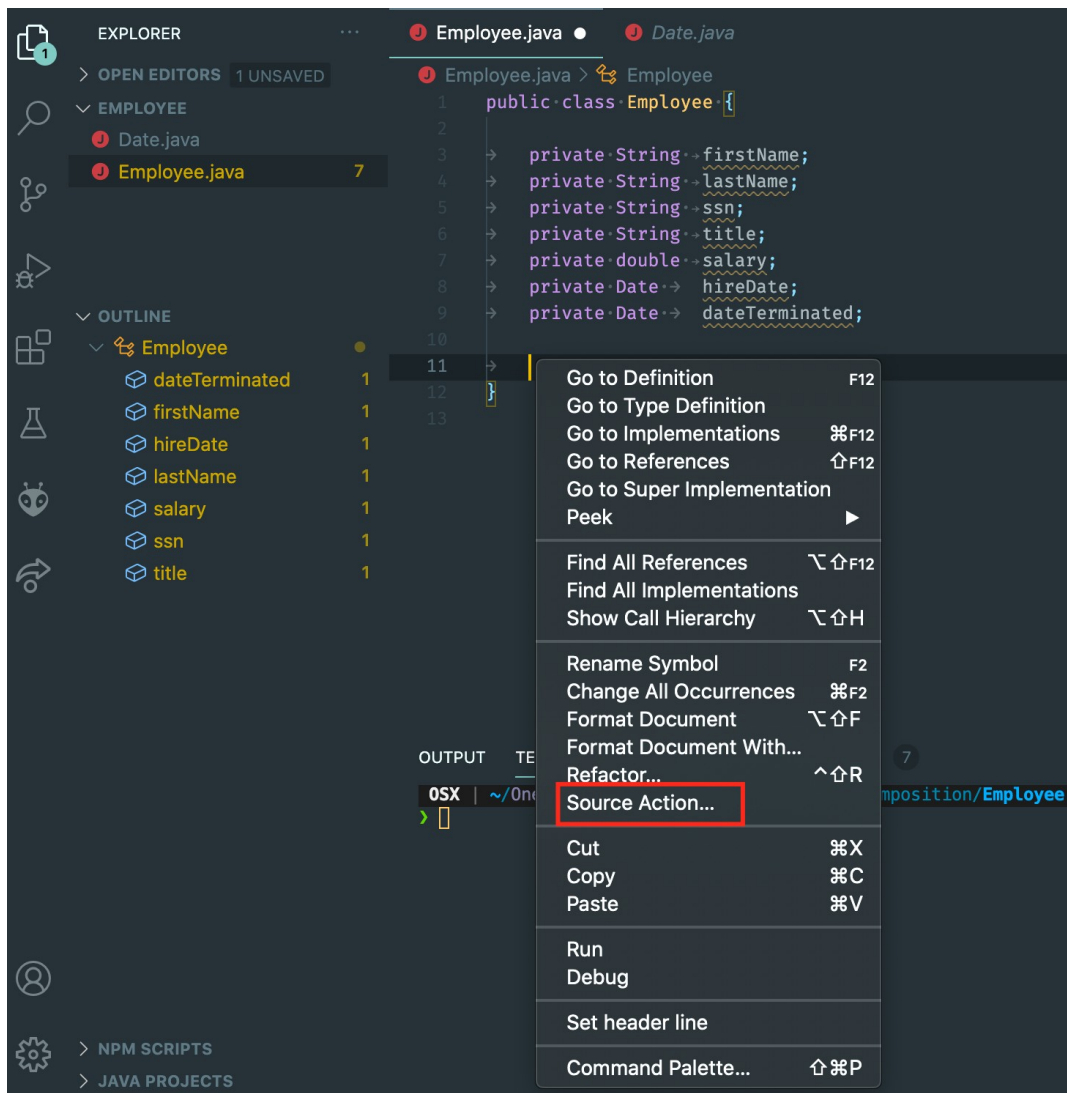 EXPLORER
1
OPEN EDITORS 1 UNSAVED
EMPLOYEE
Date.java
Employee.java 7
OUTLINE
Employee
dateTerminated 1
firstName 1
hireDate 1
lastName 1
salary 1
ssn 1
title 1
NPM SCRIPTS
JAVA PROJECTS
Employee.java ● Date.java
Employee.java > Employee
1 public class Employee {
2
3 private String firstName;
4 private String lastName;
5 private String ssn;
6 private String title;
7 private double salary;
8 private Date hireDate;
9 private Date dateTerminated;
10
11
12 }
13
Go to Definition F12
Go to Type Definition
Go to Implementations ⌘F12
Go to References ⇧F12
Go to Super Implementation
Peek ▶
Find All References ⌥⇧F12
Find All Implementations
Show Call Hierarchy ⌥⇧H
Rename Symbol F2
Change All Occurrences ⌘F2
Format Document ⌥⇧F
Format Document With...
Refactor... ^⇧R
Source Action...
Cut ⌘X
Copy ⌘C
Paste ⌘V
Run
Debug
Set header line
Command Palette... ⇧⌘P
OUTPUT TE 7
OSX | ~/One mposition/Employee
❯